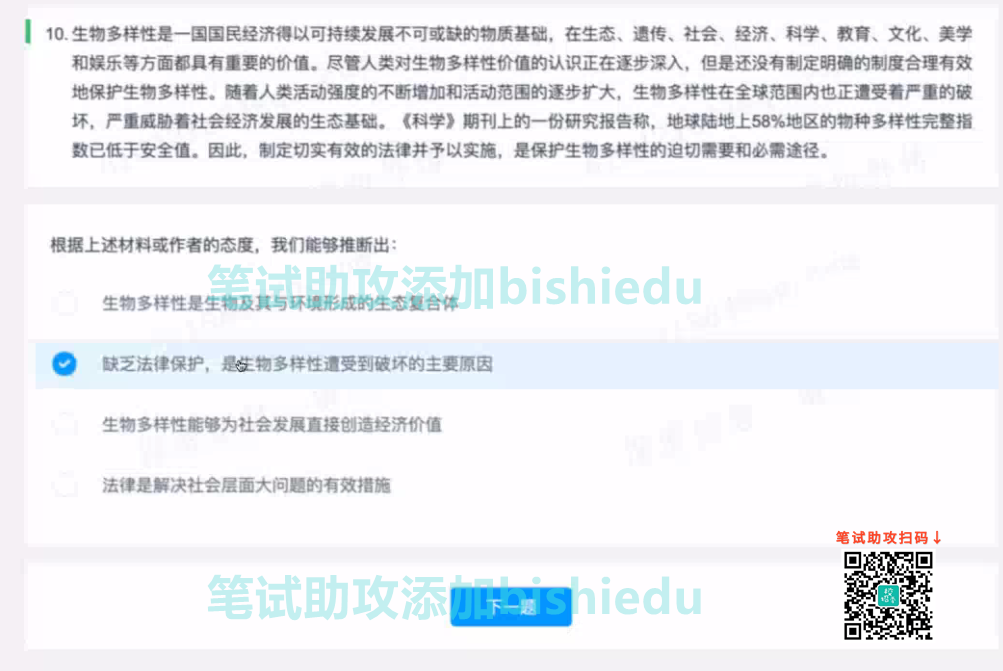 10. 生物多样性是一国国民经济得以可持续发展不可或缺的物质基础，在生态、遗传、社会、经济、科学、教育、文化、美学
和娱乐等方面都具有重要的价值。尽管人类对生物多样性价值的认识正在逐步深入，但是还没有制定明确的制度合理有效
地保护生物多样性。随着人类活动强度的不断增加和活动范围的逐步扩大，生物多样性在全球范围内也正遭受着严重的破
坏，严重威胁着社会经济发展的生态基础。《科学》期刊上的一份研究报告称，地球陆地上58%地区的物种多样性完整指
数已低于安全值。因此，制定切实有效的法律并予以实施，是保护生物多样性的迫切需要和必需途径。
根据上述材料或作者的态度，我们能够推断出：
笔试助攻添加bishiedu
生物多样性是生物及其与环境形成的生态复合体
缺乏法律保护，是生物多样性遭受到破坏的主要原因
生物多样性能够为社会发展直接创造经济价值
法律是解决社会层面大问题的有效措施
笔试助攻扫码↓
笔试助攻添加bishiedu
下一题